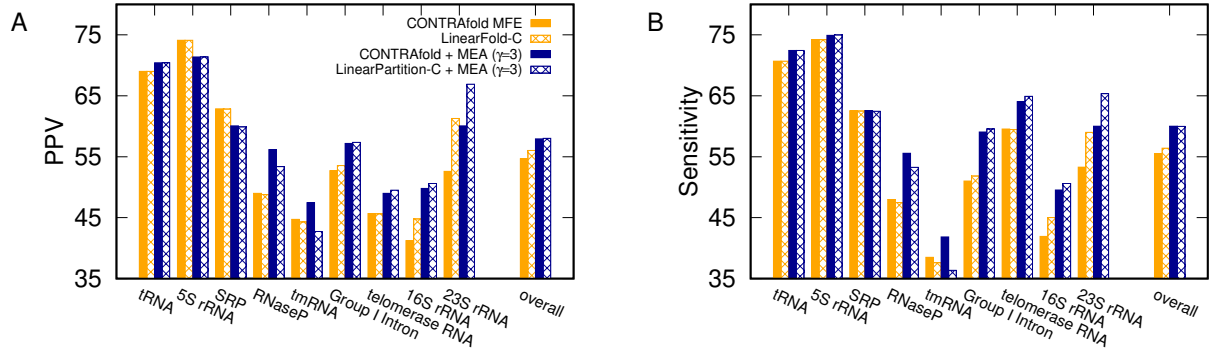 A
PPV
75
65
55
45
35
CONTRAfold MFE
LinearFold-C
CONTRAfold + MEA (γ=3)
LinearPartition-C + MEA (γ=3)
tRNA
5S rRNA
SRP
RNaseP
tmRNA
Group I Intron
telomerase RNA
16S rRNA
23S rRNA
overall
B
Sensitivity
75
65
55
45
35
tRNA
5S rRNA
SRP
RNaseP
tmRNA
Group I Intron
telomerase RNA
16S rRNA
23S rRNA
overall